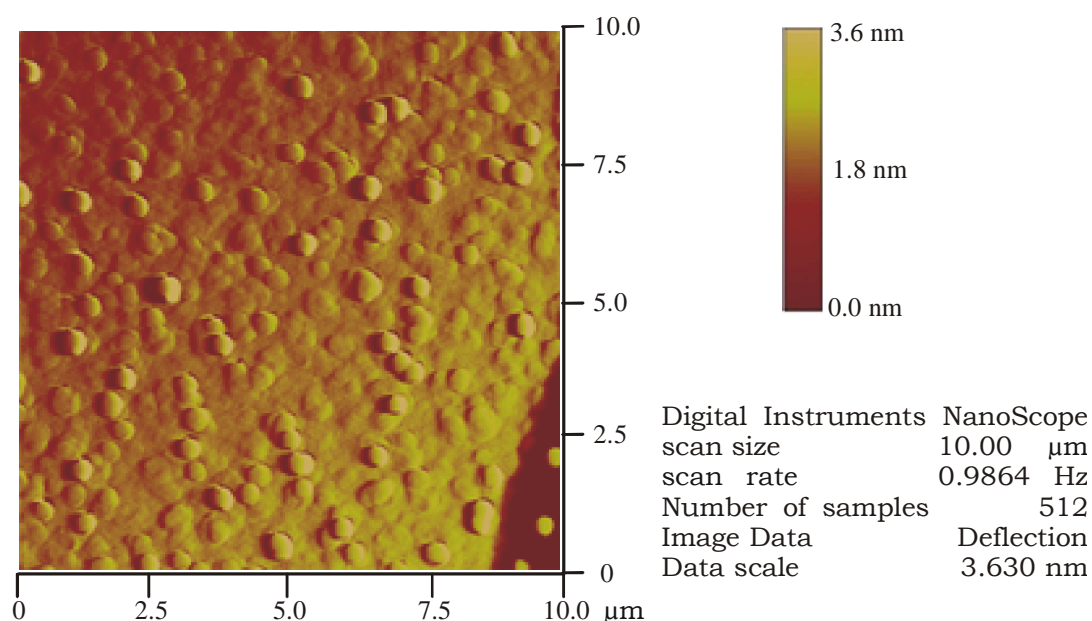 10.0
7.5
5.0
2.5
0
0 2.5 5.0 7.5 10.0 μm
3.6 nm
1.8 nm
0.0 nm
Digital Instruments NanoScope
scan size 10.00 μm
scan rate 0.9864 Hz
Number of samples 512
Image Data Deflection
Data scale 3.630 nm